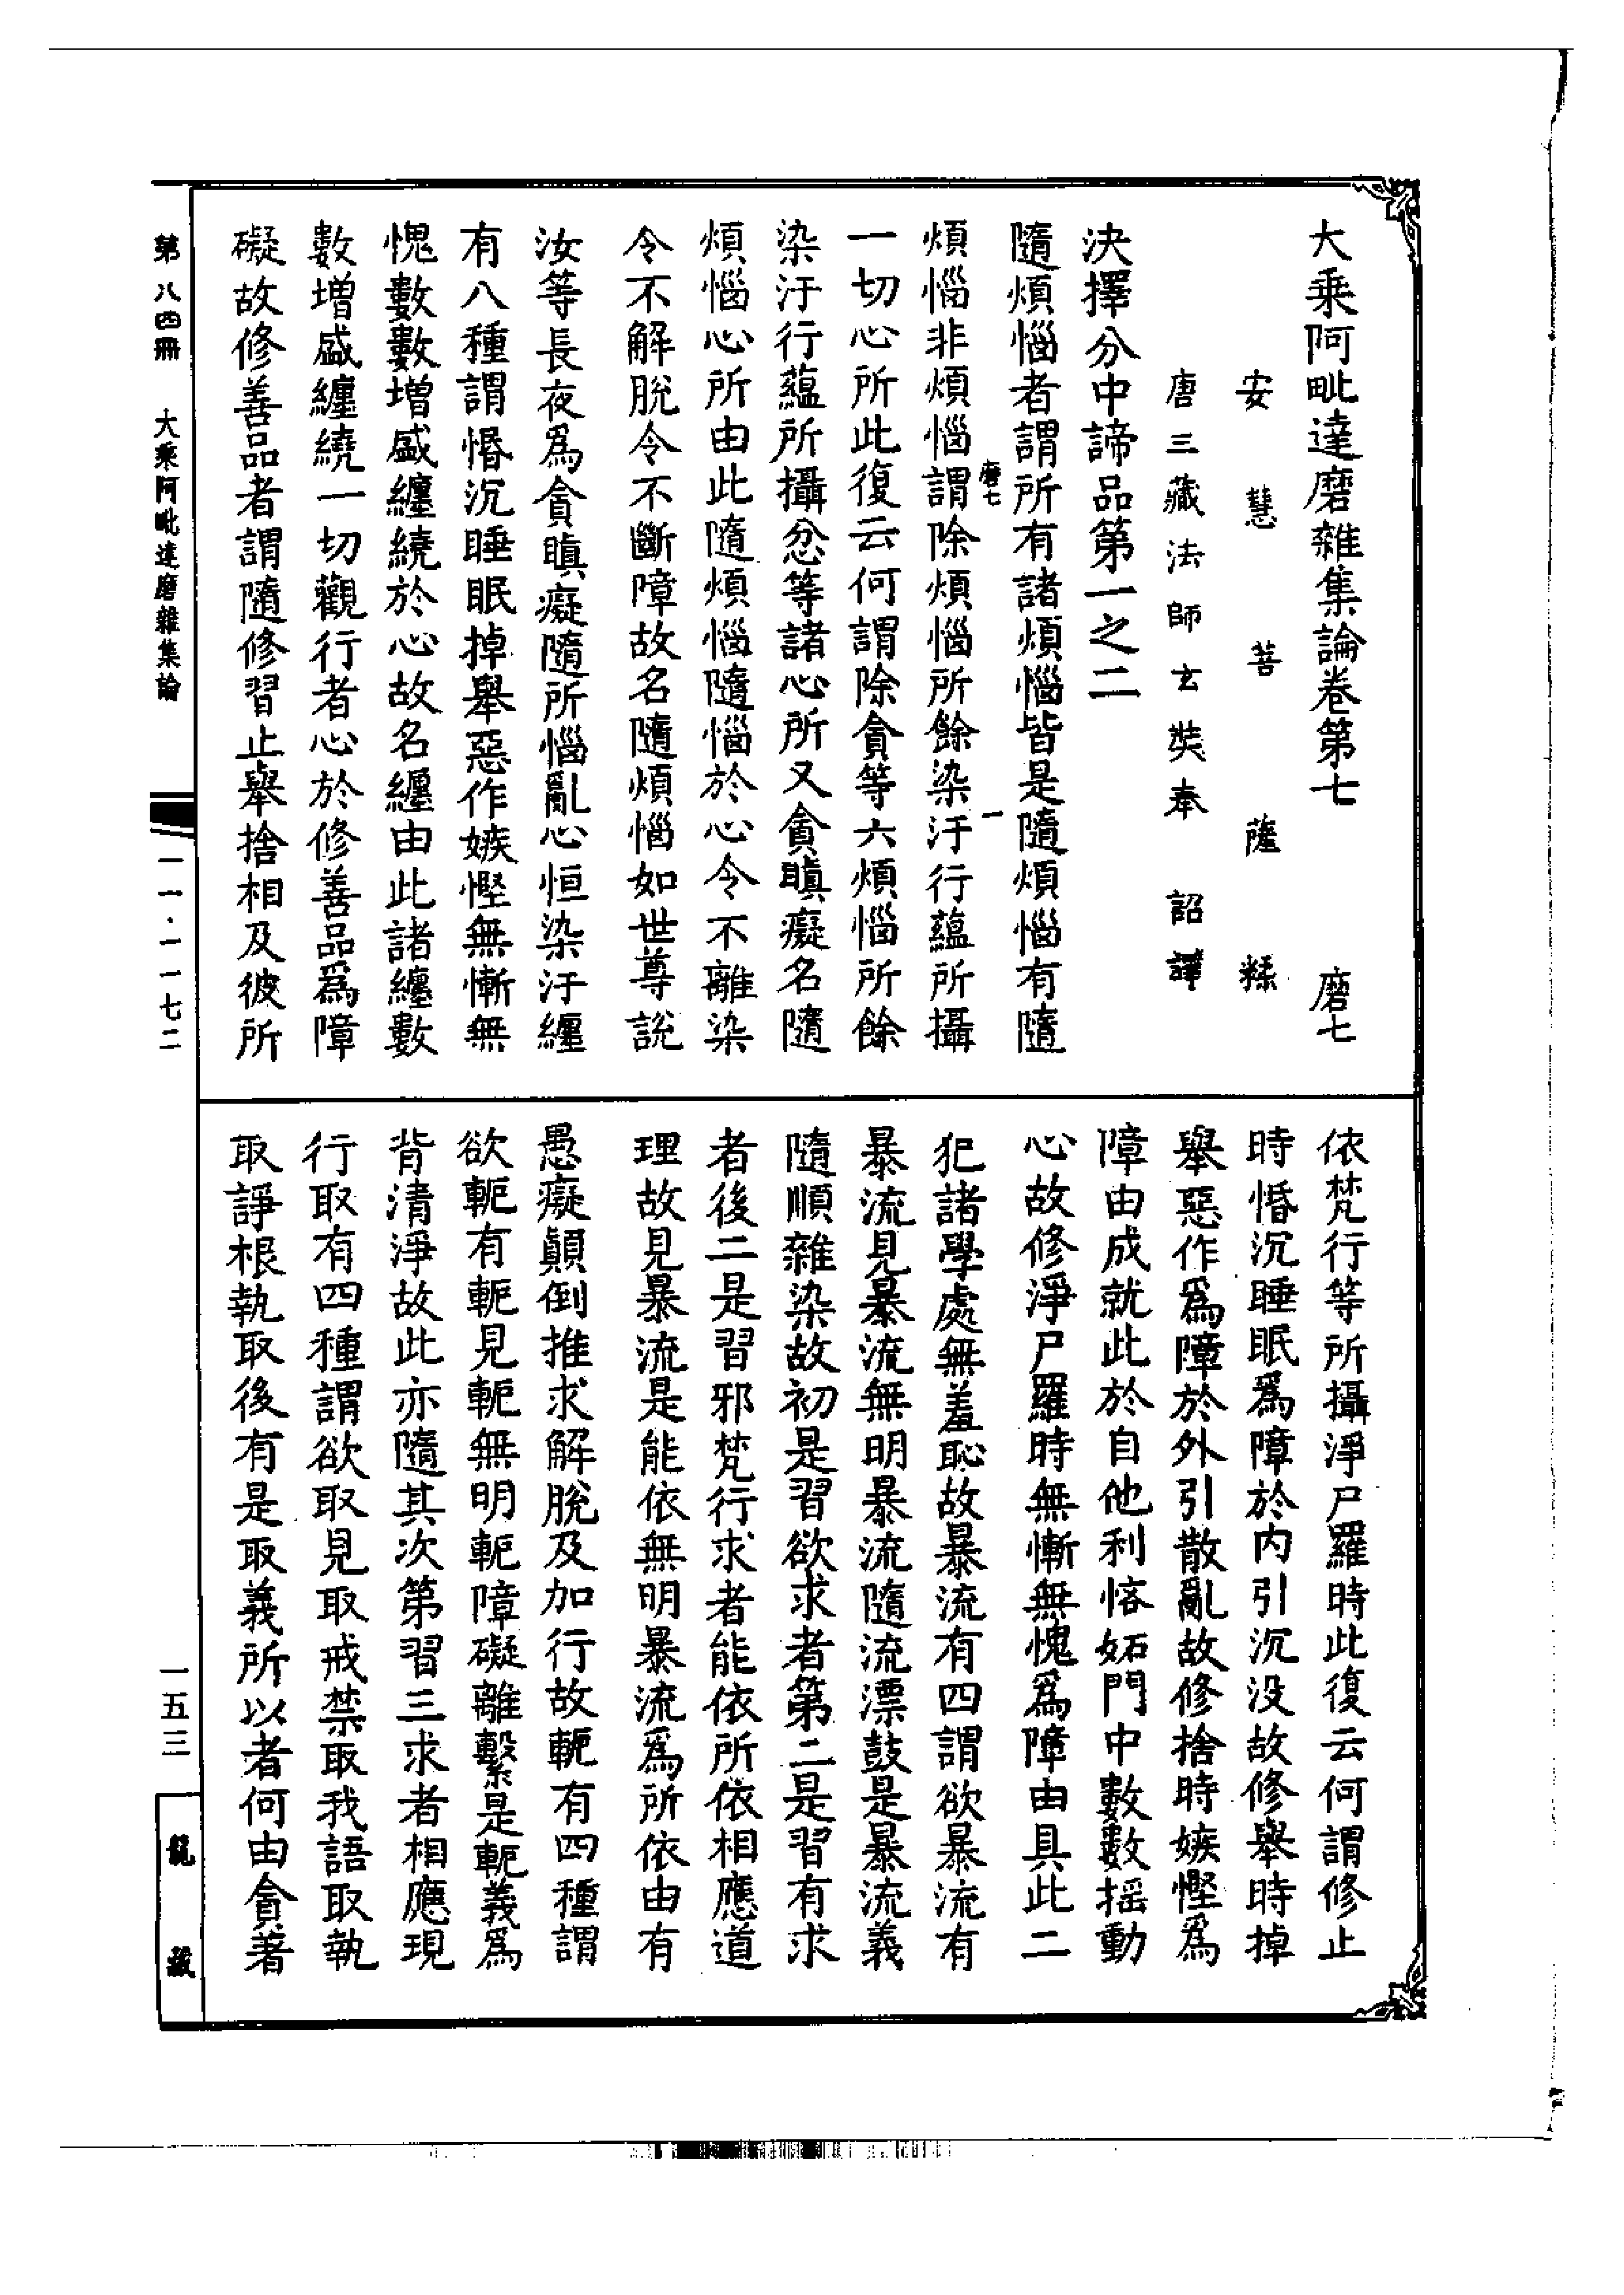 大乘阿毗達磨雜集論卷第七　磨七
安慧菩薩糅
唐三藏法師玄奘奉　詔譯
決擇分中諦品第一之二
隨煩惱者謂所有諸煩惱皆是隨煩惱有隨
磨七　一
煩惱非煩惱謂除煩惱所餘染汙行蘊所攝
一切心所此復云何謂除貪等六煩惱所餘
染汙行蘊所攝忿等諸心所又貪瞋癡名隨
煩惱心所由此隨煩惱隨惱於心令不離染
令不解脫令不斷障故名隨煩惱如世尊說
汝等長夜爲貪瞋癡隨所惱亂心恒染汙纏
有八種謂惛沉睡眠掉舉惡作嫉慳無慚無
愧數數增盛纏繞於心故名纏由此諸纏數
數增盛纏繞一切觀行者心於修善品爲障
礙故修善品者謂隨修習止舉捨相及彼所
依梵行等所攝淨尸羅時此復云何謂修止
時惛沉睡眠爲障於内引沉没故修舉時掉
舉惡作爲障於外引散亂故修捨時嫉慳爲
障由成就此於自他利悋妬門中數數摇動
心故修淨尸羅時無慚無愧爲障由具此二
犯諸學處無羞恥故暴流有四謂欲暴流有
暴流見暴流無明暴流隨流漂鼓是暴流義
隨順雜染故初是習欲求者第二是習有求
者後二是習邪梵行求者能依所依相應道
理故見暴流是能依無明暴流爲所依由有
愚癡顛倒推求解脫及加行故軛有四種謂
欲軛有軛見軛無明軛障礙離繫是軛義爲
背清淨故此亦隨其次第習三求者相應現
行取有四種謂欲取見取戒禁取我語取執
取諍根執取後有是取義所以者何由貪著
第八四冊　大乘阿毗達磨雜集論
一一·一一七二
一五三
龍藏